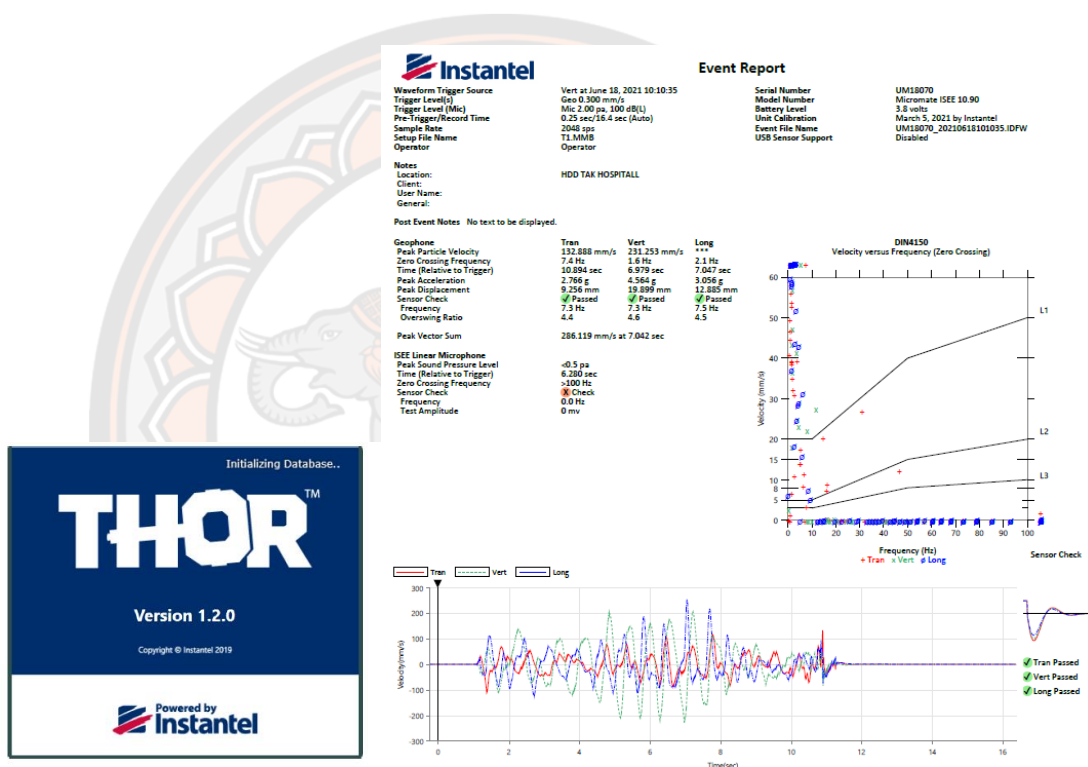 Instantel
Event Report
Waveform Trigger Source Vert at June 18, 2021 10:10:35
Trigger Level(s) Geo 0.300 mm/s
Trigger Level (Mic) Mic 2.00 pa, 100 dB(L)
Pre-Trigger/Record Time 0.25 sec/16.4 sec (Auto)
Sample Rate 2048 sps
Setup File Name T1.MMB
Operator Operator
Serial Number UM18070
Model Number Micromate ISEE 10.90
Battery Level 3.8 volts
Unit Calibration March 5, 2021 by Instantel
Event File Name UM18070_20210618101035.IDFW
USB Sensor Support Disabled
Notes
Location: HDD TAK HOSPITALL
Client:
User Name:
General:
Post Event Notes No text to be displayed.
Geophone Tran Vert Long
Peak Particle Velocity 132.888 mm/s 231.253 mm/s ***
Zero Crossing Frequency 7.4 Hz 1.6 Hz 2.1 Hz
Time (Relative to Trigger) 10.894 sec 6.979 sec 7.047 sec
Peak Acceleration 2.766 g 4.564 g 3.056 g
Peak Displacement 9.256 mm 19.899 mm 12.885 mm
Sensor Check Passed Passed Passed
Frequency 7.3 Hz 7.3 Hz 7.5 Hz
Overswing Ratio 4.4 4.6 4.5
Peak Vector Sum 286.119 mm/s at 7.042 sec
ISEE Linear Microphone
Peak Sound Pressure Level <0.5 pa
Time (Relative to Trigger) 6.280 sec
Zero Crossing Frequency >100 Hz
Sensor Check X Check
Frequency 0.0 Hz
Test Amplitude 0 mv
DIN4150
Velocity versus Frequency (Zero Crossing)
60
50
40
30
20
15
10
8
5
0
Velocity (mm/s)
L1
L2
L3
0 10 20 30 40 50 60 70 80 90 100
Frequency (Hz)
+ Tran x Vert ø Long
Sensor Check
Initializing Database..
THOR™
Version 1.2.0
Copyright © Instantel 2019
Powered by
Instantel
Tran Vert Long
300
200
100
0
-100
-200
-300
Velocity(mm/s)
0 2 4 6 8 10 12 14 16
Time(sec)
Tran Passed
Vert Passed
Long Passed